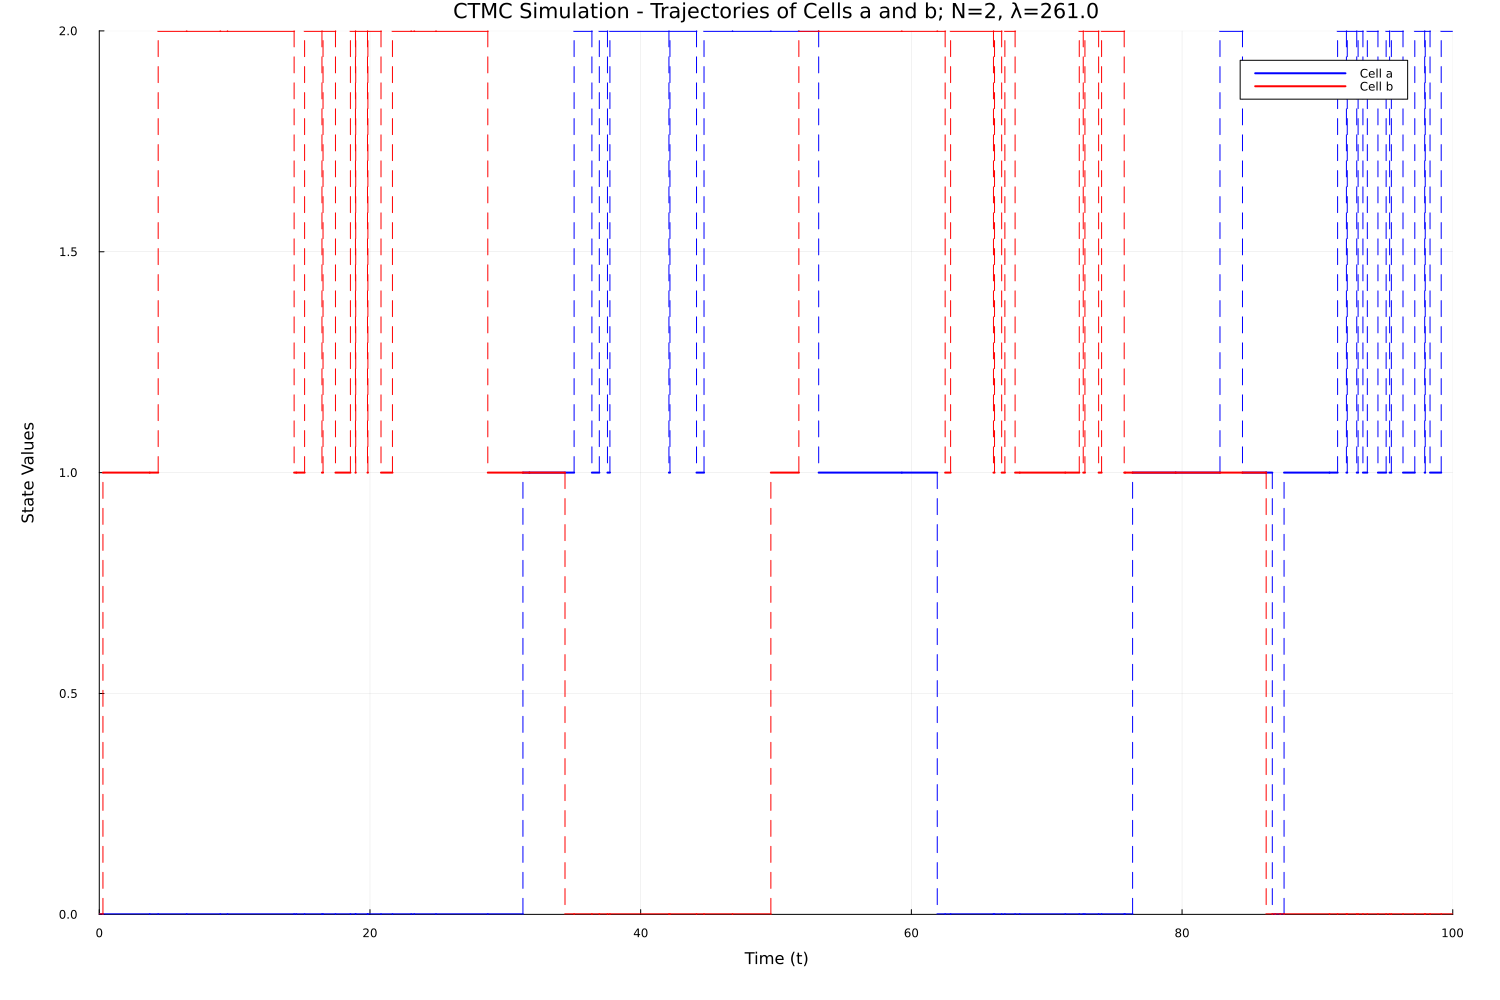 CTMC Simulation - Trajectories of Cells a and b; N=2, λ=261.0
2.0
Cell a
Cell b
1.5
1.0
State Values
0.5
0.0
0 20 40 60 80 100
Time (t)